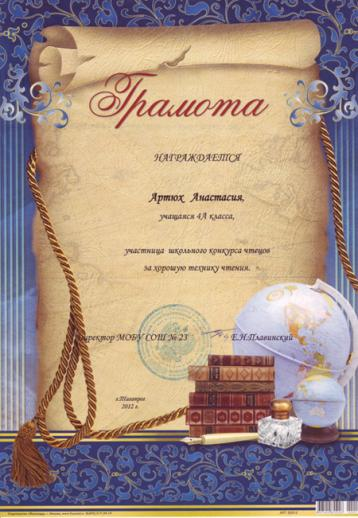 Грамота
НАГРАЖДАЕТСЯ
Артюх Анастасия,
учащаяся 4А класса,
участница школьного конкурса чтецов
за хорошую технику чтения.
Директор МОБУ СОШ № 23 Е.Н.Плавинский
г.Таганрог
2012 г.